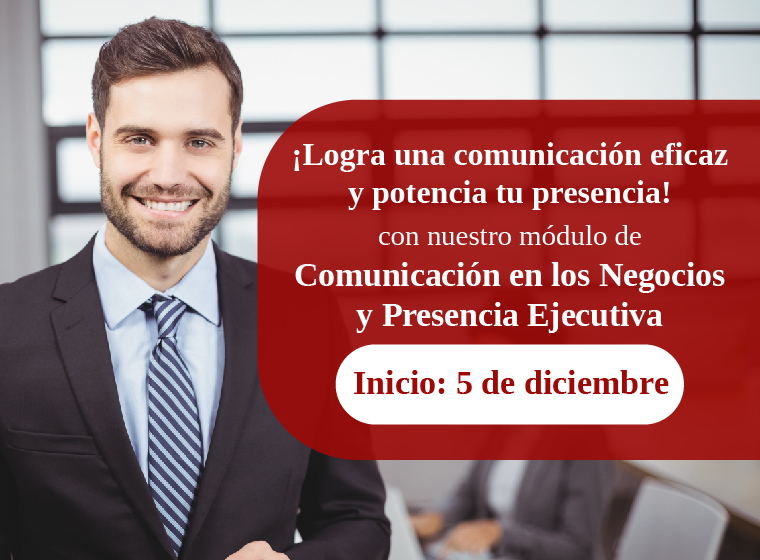 ¡Logra una comunicación eficaz
y potencia tu presencia!
con nuestro módulo de
Comunicación en los Negocios
y Presencia Ejecutiva
Inicio: 5 de diciembre